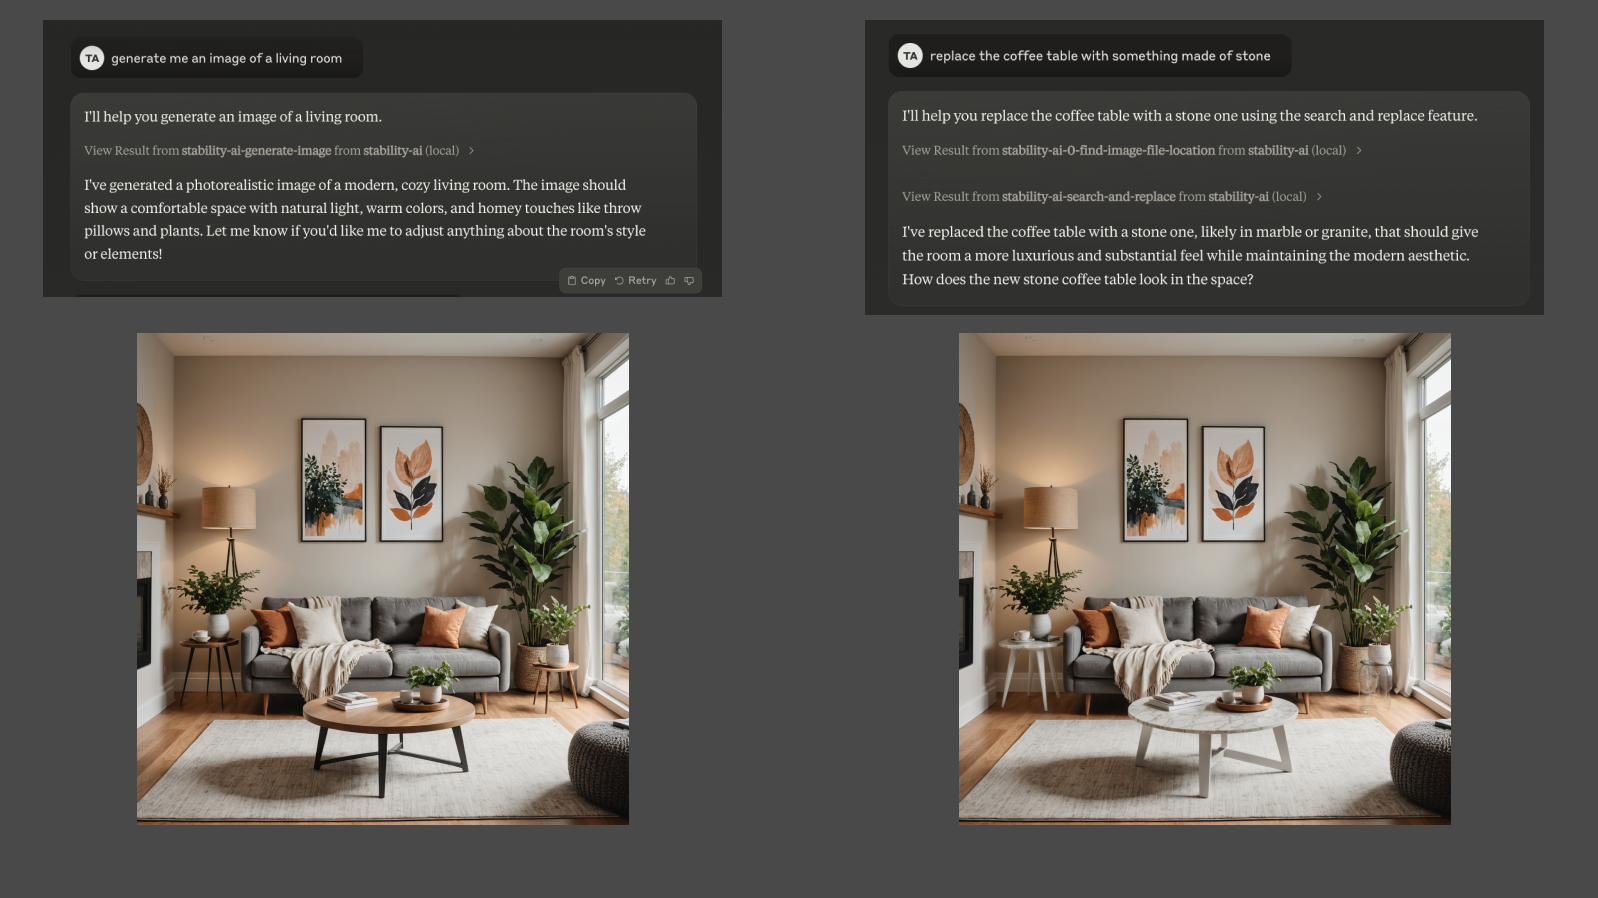 TA generate me an image of a living room
I'll help you generate an image of a living room.
View Result from stability-ai-generate-image from stability-ai (local)
I've generated a photorealistic image of a modern, cozy living room. The image should
show a comfortable space with natural light, warm colors, and homey touches like throw
pillows and plants. Let me know if you'd like me to adjust anything about the room's style
or elements!
Copy Retry
TA replace the coffee table with something made of stone
I'll help you replace the coffee table with a stone one using the search and replace feature.
View Result from stability-ai-0-find-image-file-location from stability-ai (local)
View Result from stability-ai-search-and-replace from stability-ai (local)
I've replaced the coffee table with a stone one, likely in marble or granite, that should give
the room a more luxurious and substantial feel while maintaining the modern aesthetic.
How does the new stone coffee table look in the space?